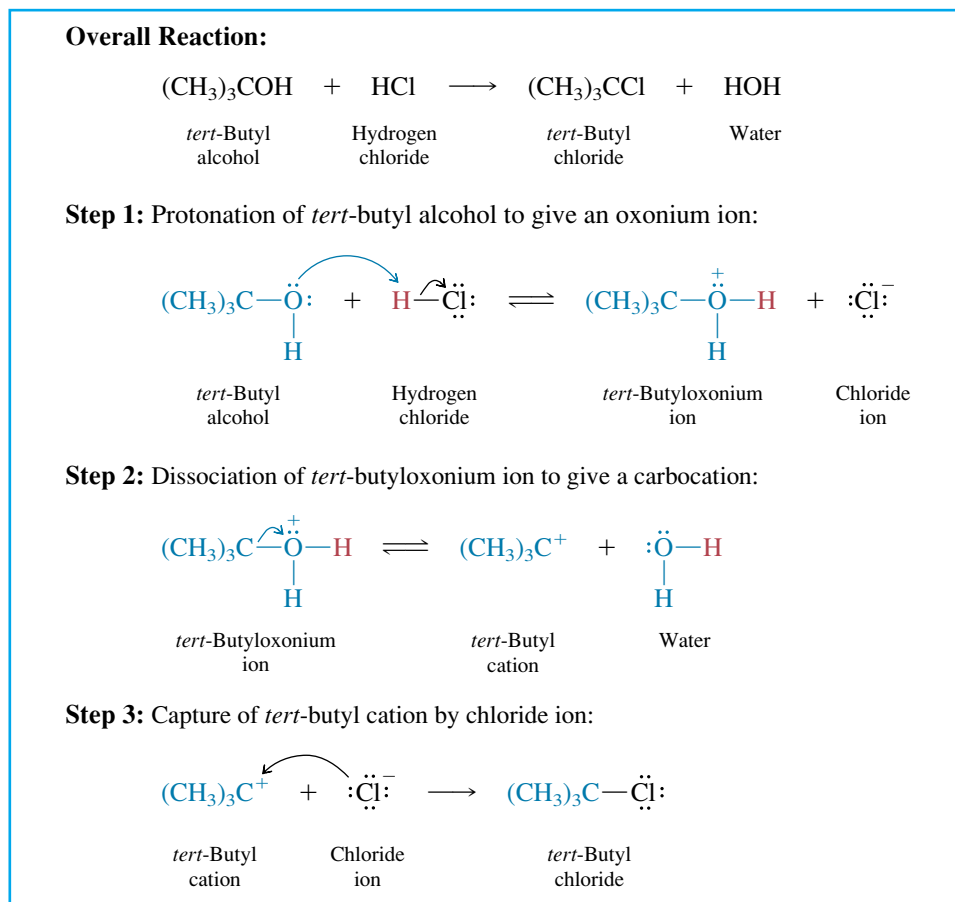 Overall Reaction:
(CH₃)₃COH + HCl ⟶ (CH₃)₃CCl + HOH
tert-Butyl Hydrogen tert-Butyl Water
alcohol chloride chloride
Step 1: Protonation of tert-butyl alcohol to give an oxonium ion:
(CH₃)₃C—Ö: + H—C̈l: ⇌ (CH₃)₃C—Ö⁺—H + :C̈l:⁻
H H
tert-Butyl Hydrogen tert-Butyloxonium Chloride
alcohol chloride ion ion
Step 2: Dissociation of tert-butyloxonium ion to give a carbocation:
(CH₃)₃C—Ö⁺—H ⇌ (CH₃)₃C⁺ + :Ö—H
H H
tert-Butyloxonium tert-Butyl Water
ion cation
Step 3: Capture of tert-butyl cation by chloride ion:
(CH₃)₃C⁺ + :C̈l:⁻ ⟶ (CH₃)₃C—C̈l:
tert-Butyl Chloride tert-Butyl
cation ion chloride